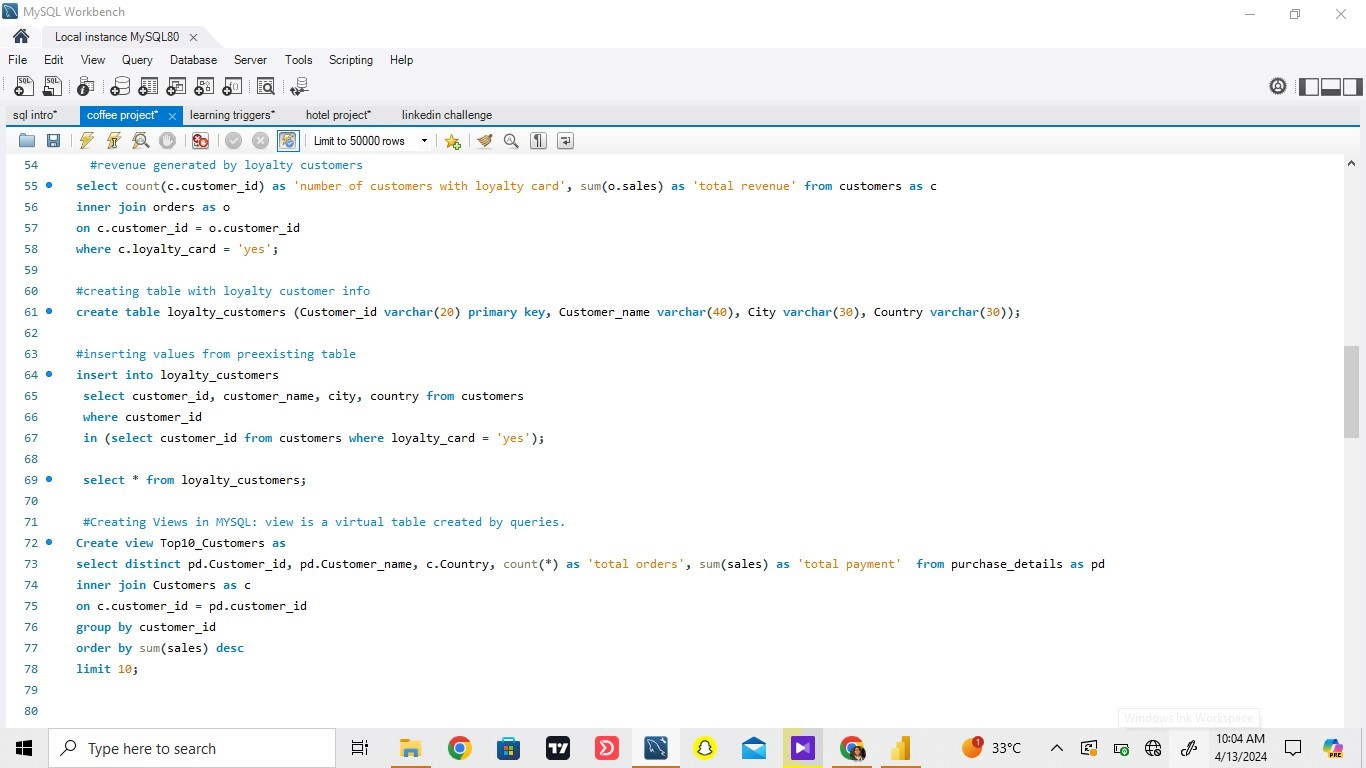 MySQL Workbench
Local instance MySQL80
File Edit View Query Database Server Tools Scripting Help
sql intro* coffee project* learning triggers* hotel project* linkedin challenge
Limit to 50000 rows
54 #revenue generated by loyalty customers
55 select count(c.customer_id) as 'number of customers with loyalty card', sum(o.sales) as 'total revenue' from customers as c
56 inner join orders as o
57 on c.customer_id = o.customer_id
58 where c.loyalty_card = 'yes';
59
60 #creating table with loyalty customer info
61 create table loyalty_customers (Customer_id varchar(20) primary key, Customer_name varchar(40), City varchar(30), Country varchar(30));
62
63 #inserting values from preexisting table
64 insert into loyalty_customers
65 select customer_id, customer_name, city, country from customers
66 where customer_id
67 in (select customer_id from customers where loyalty_card = 'yes');
68
69 select * from loyalty_customers;
70
71 #Creating Views in MYSQL: view is a virtual table created by queries.
72 Create view Top10_Customers as
73 select distinct pd.Customer_id, pd.Customer_name, c.Country, count(*) as 'total orders', sum(sales) as 'total payment'  from purchase_details as pd
74 inner join Customers as c
75 on c.customer_id = pd.customer_id
76 group by customer_id
77 order by sum(sales) desc
78 limit 10;
79
80
Windows Ink Workspace
Type here to search
1
33°C
10:04 AM
4/13/2024
PRE